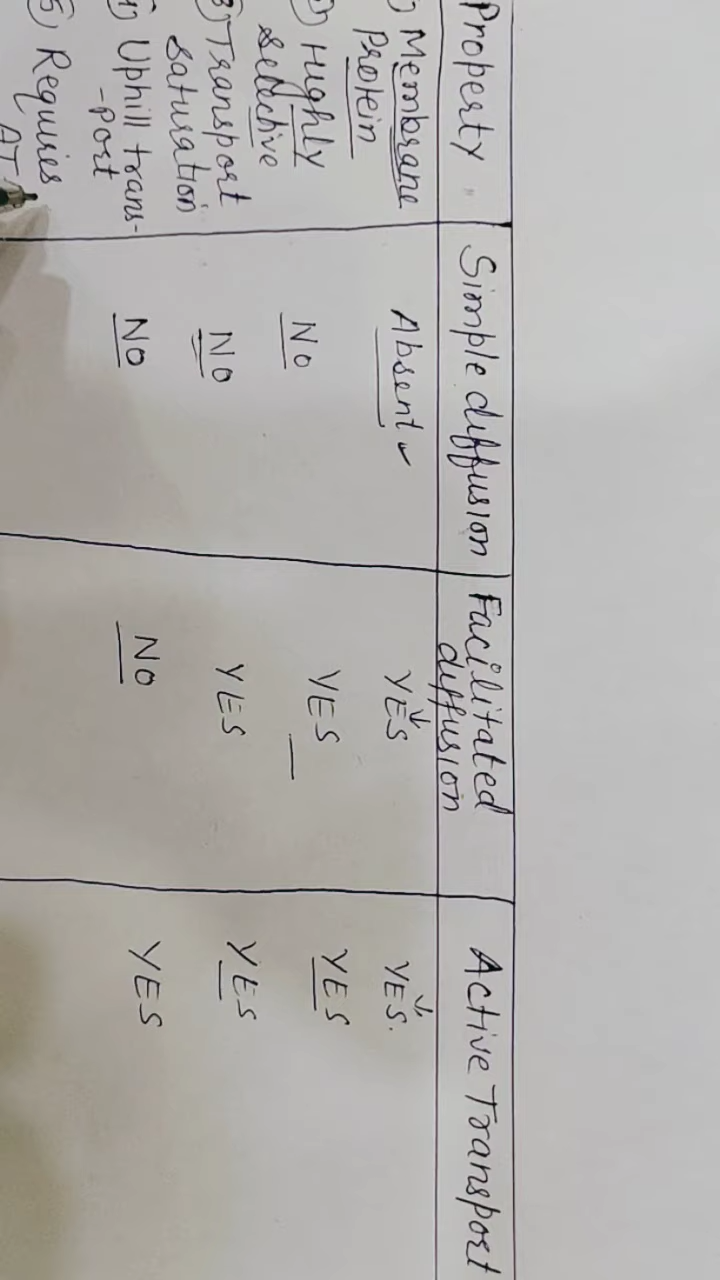 Property Simple diffusion Facilitated diffusion Active Transport
) Membrane Absent YES YES.
Protein
2) Highly No YES YES
selective
3) Transport No YES YES
saturation
4) Uphill trans- No No YES
-port
5) Requires
AT